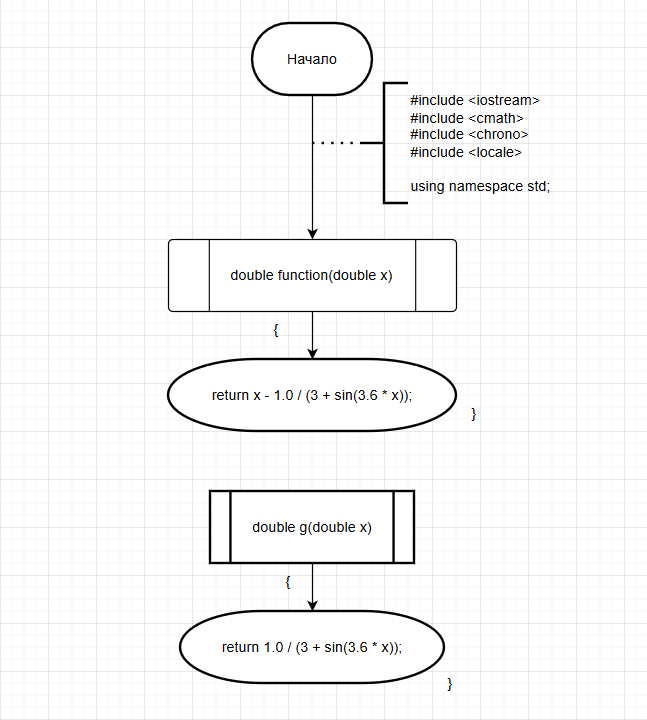 Начало
#include <iostream>
#include <cmath>
#include <chrono>
#include <locale>
using namespace std;
double function(double x)
{
return x - 1.0 / (3 + sin(3.6 * x));
}
double g(double x)
{
return 1.0 / (3 + sin(3.6 * x));
}